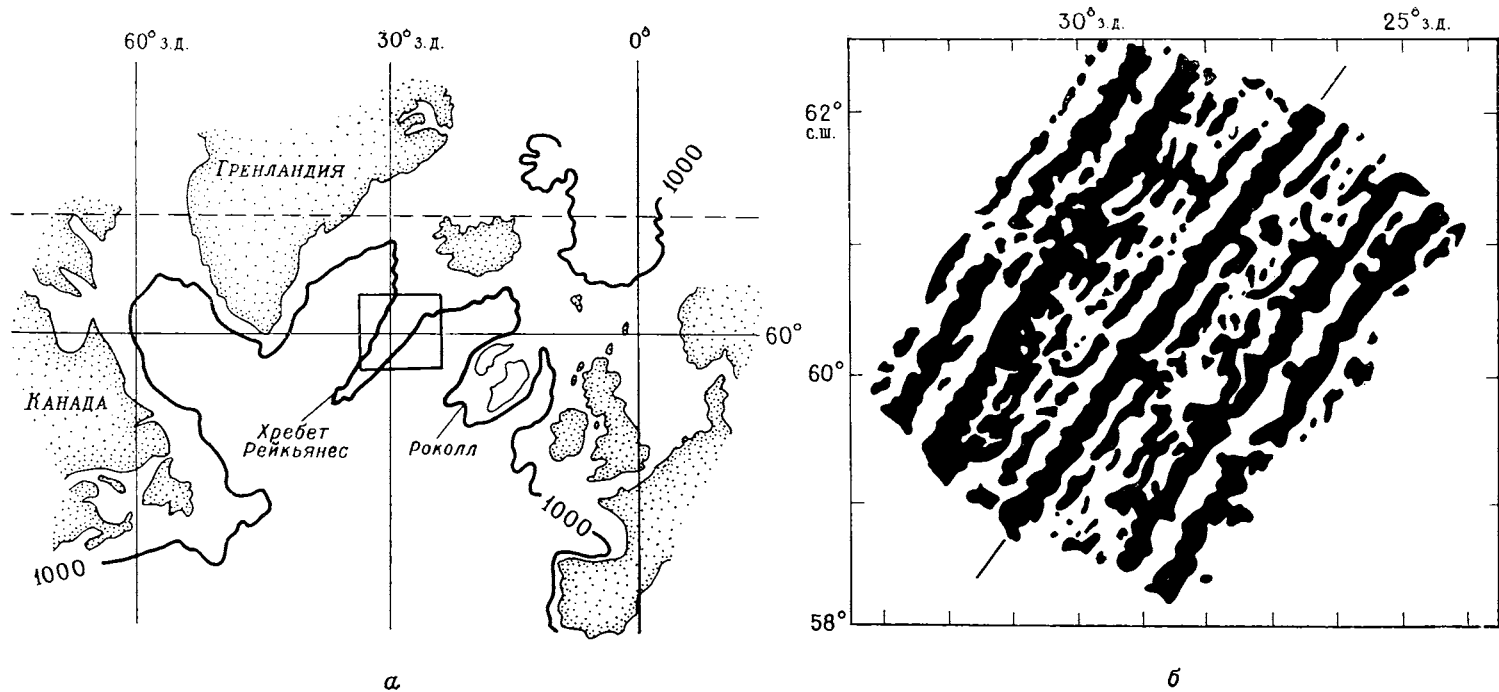 60° з.д.
30° з.д.
0°
ГРЕНЛАНДИЯ
1000
60°
КАНАДА
Хребет
Рейкьянес
Роколл
1000
1000
а
30° з.д.
25° з.д.
62°
с.ш.
60°
58°
б